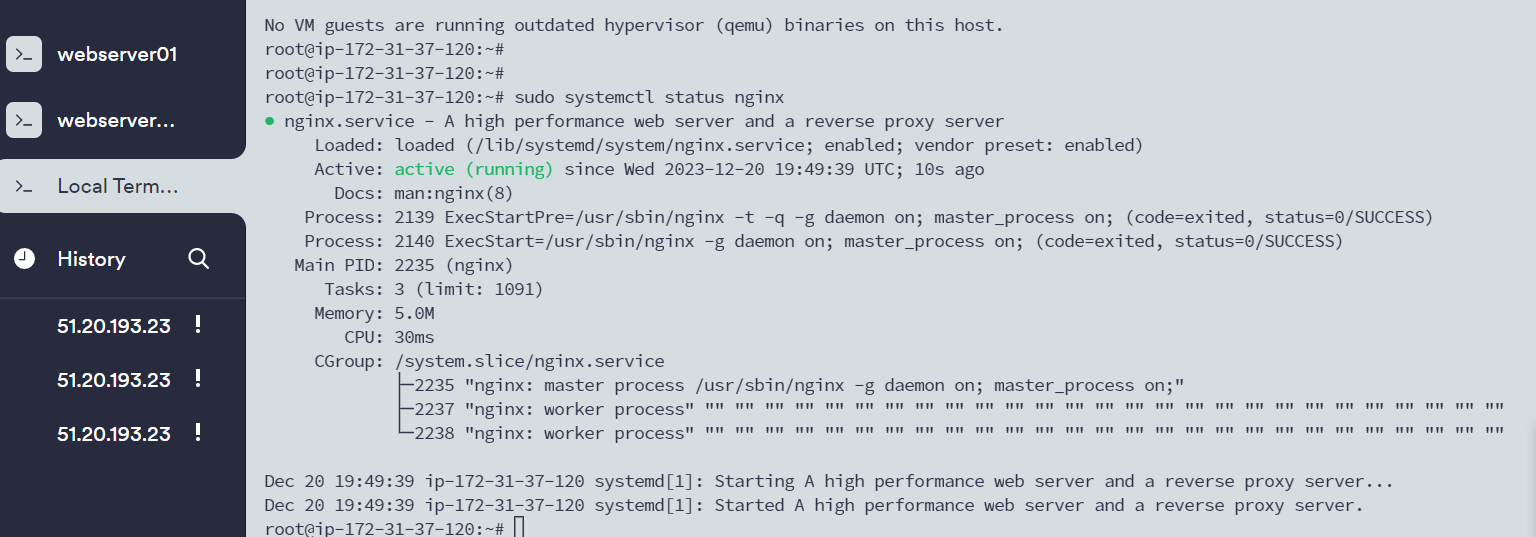 webserver01
webserver...
Local Term...
History
51.20.193.23 !
51.20.193.23 !
51.20.193.23 !
No VM guests are running outdated hypervisor (qemu) binaries on this host.
root@ip-172-31-37-120:~#
root@ip-172-31-37-120:~#
root@ip-172-31-37-120:~# sudo systemctl status nginx
● nginx.service - A high performance web server and a reverse proxy server
Loaded: loaded (/lib/systemd/system/nginx.service; enabled; vendor preset: enabled)
Active: active (running) since Wed 2023-12-20 19:49:39 UTC; 10s ago
Docs: man:nginx(8)
Process: 2139 ExecStartPre=/usr/sbin/nginx -t -q -g daemon on; master_process on; (code=exited, status=0/SUCCESS)
Process: 2140 ExecStart=/usr/sbin/nginx -g daemon on; master_process on; (code=exited, status=0/SUCCESS)
Main PID: 2235 (nginx)
Tasks: 3 (limit: 1091)
Memory: 5.0M
CPU: 30ms
CGroup: /system.slice/nginx.service
├─2235 "nginx: master process /usr/sbin/nginx -g daemon on; master_process on;"
├─2237 "nginx: worker process" "" "" "" "" "" "" "" "" "" "" "" "" "" "" "" "" "" "" "" "" "" "" "" "" "" "" ""
└─2238 "nginx: worker process" "" "" "" "" "" "" "" "" "" "" "" "" "" "" "" "" "" "" "" "" "" "" "" "" "" "" ""
Dec 20 19:49:39 ip-172-31-37-120 systemd[1]: Starting A high performance web server and a reverse proxy server...
Dec 20 19:49:39 ip-172-31-37-120 systemd[1]: Started A high performance web server and a reverse proxy server.
root@ip-172-31-37-120:~#